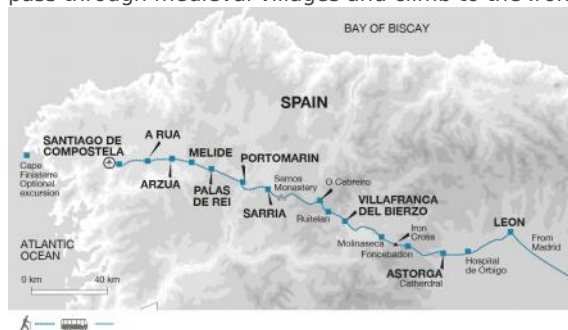 pass through medieval villages and climb to the Iron
BAY OF BISCAY
SPAIN
SANTIAGO DE
COMPOSTELA
A RUA
MELIDE
PORTOMARIN
Cape
Finisterre
Optional
excursion
ARZUA
PALAS
DE REI
Samos
Monastery
SARRIA
O Cebreiro
Ruitelan
VILLAFRANCA
DEL BIERZO
Molinaseca
Iron
Cross
Foncebadon
LEON
From
Madrid
ASTORGA
Catherdral
Hospital
de Orbigo
ATLANTIC
OCEAN
0 km
40 km